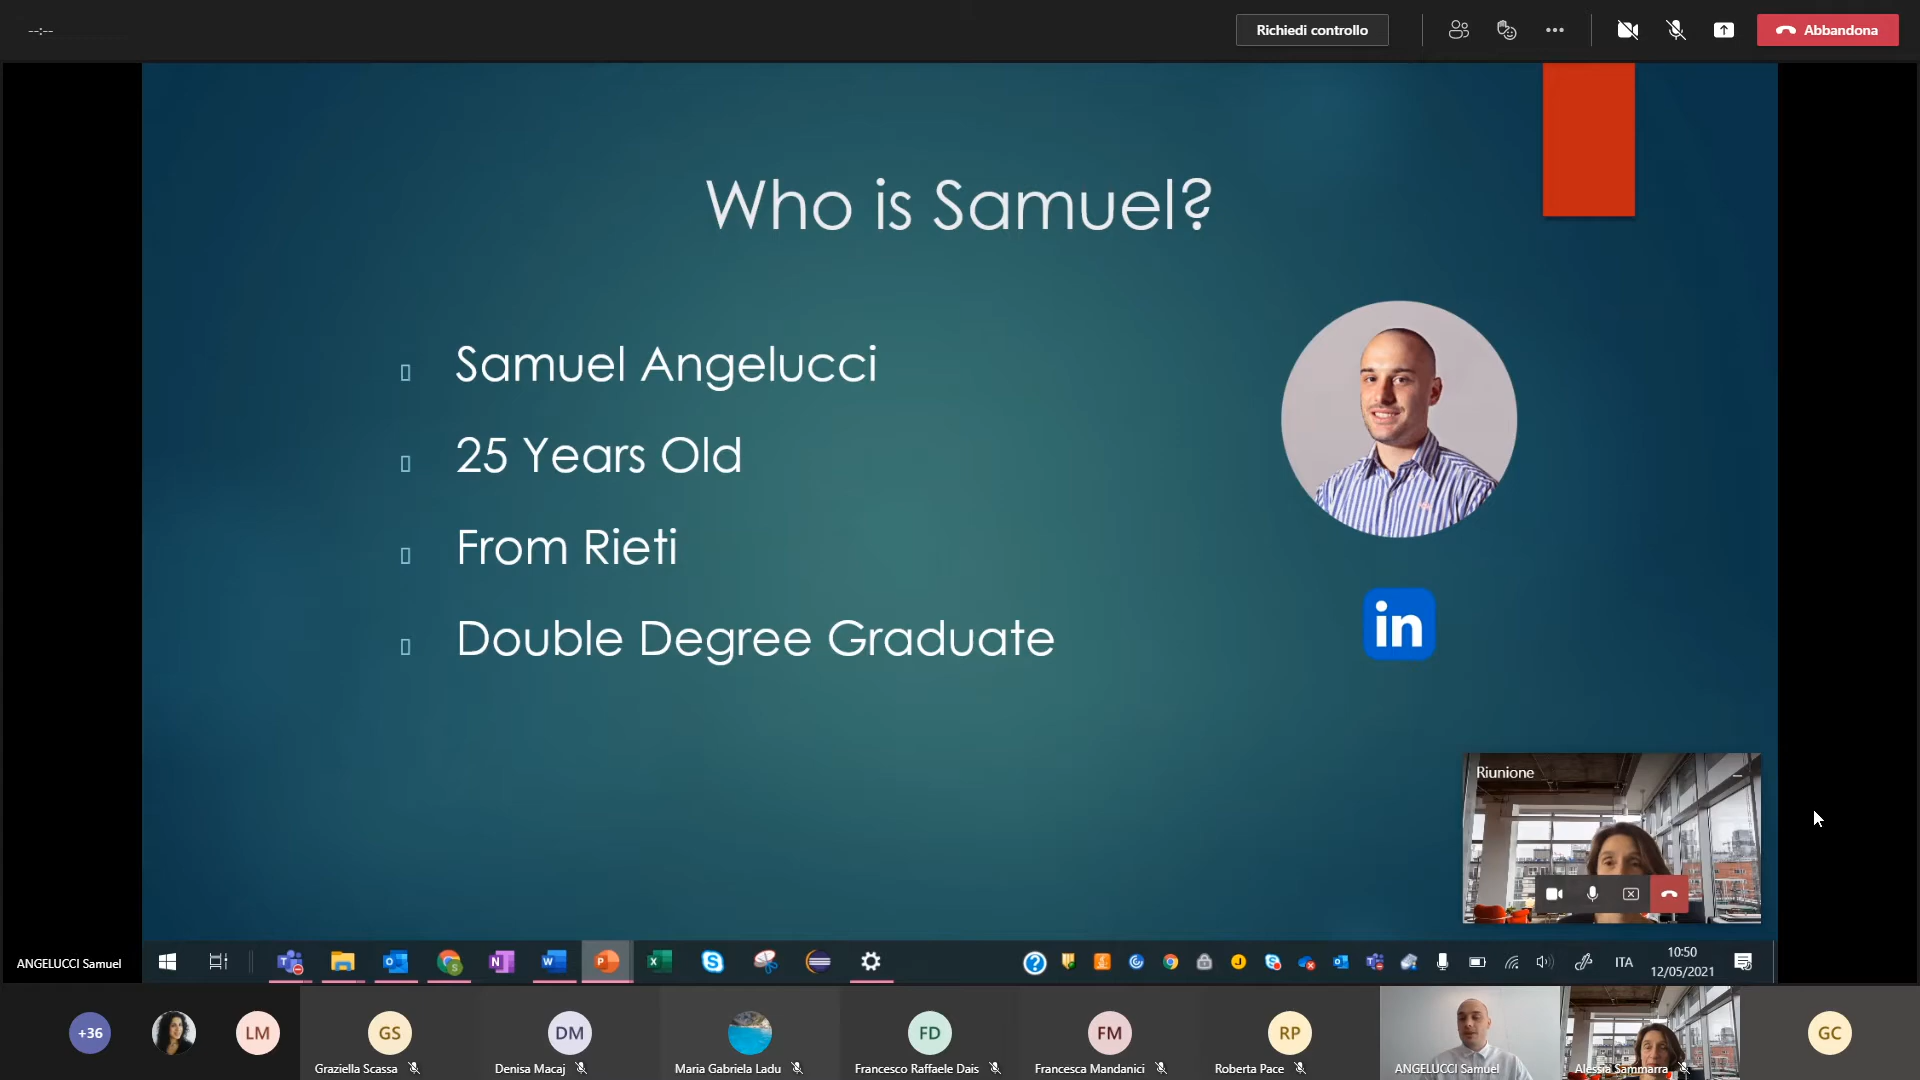 --:--
Richiedi controllo
Abbandona
Who is Samuel?
Samuel Angelucci
25 Years Old
From Rieti
Double Degree Graduate
in
Riunione
ANGELUCCI Samuel
ITA
10:50
12/05/2021
+36
LM
GS
DM
FD
FM
RP
GC
Graziella Scassa
Denisa Macaj
Maria Gabriela Ladu
Francesco Raffaele Dais
Francesca Mandanici
Roberta Pace
ANGELUCCI Samuel
Alessia Sammarra